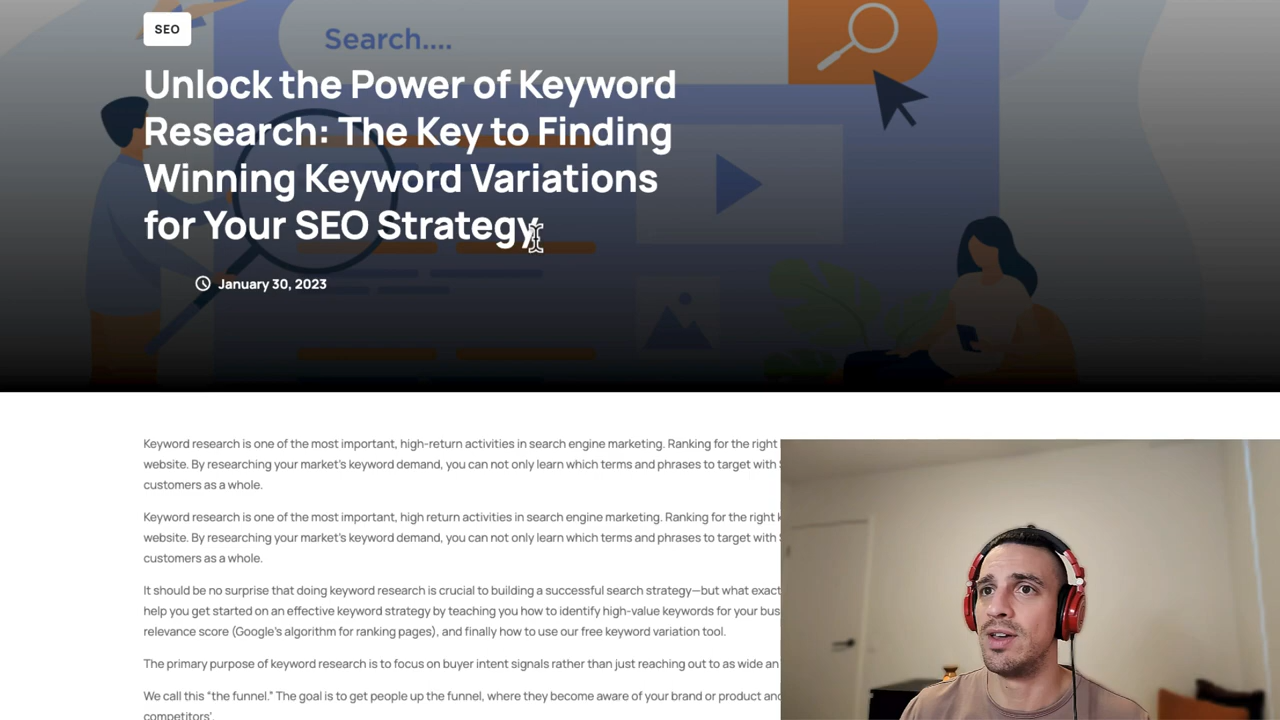 SEO
Search....
Unlock the Power of Keyword
Research: The Key to Finding
Winning Keyword Variations
for Your SEO Strategy
January 30, 2023
Keyword research is one of the most important, high-return activities in search engine marketing. Ranking for the right
website. By researching your market's keyword demand, you can not only learn which terms and phrases to target with
customers as a whole.
Keyword research is one of the most important, high return activities in search engine marketing. Ranking for the right
website. By researching your market's keyword demand, you can not only learn which terms and phrases to target with
customers as a whole.
It should be no surprise that doing keyword research is crucial to building a successful search strategy—but what
help you get started on an effective keyword strategy by teaching you how to identify high-value keywords for your
relevance score (Google's algorithm for ranking pages), and finally how to use our free keyword variation tool.
The primary purpose of keyword research is to focus on buyer intent signals rather than just reaching out to as wide an
We call this "the funnel." The goal is to get people up the funnel, where they become aware of your brand or product
competitors'.